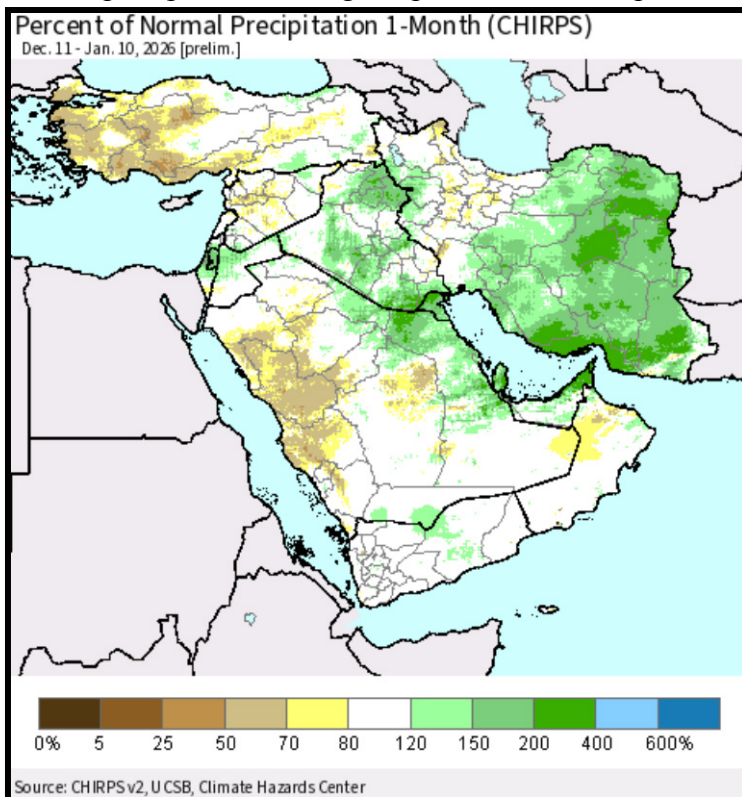 Percent of Normal Precipitation 1-Month (CHIRPS)
Dec. 11 - Jan. 10, 2026 [prelim.]
0% 5 25 50 70 80 120 150 200 400 600%
Source: CHIRPS v2, UCSB, Climate Hazards Center